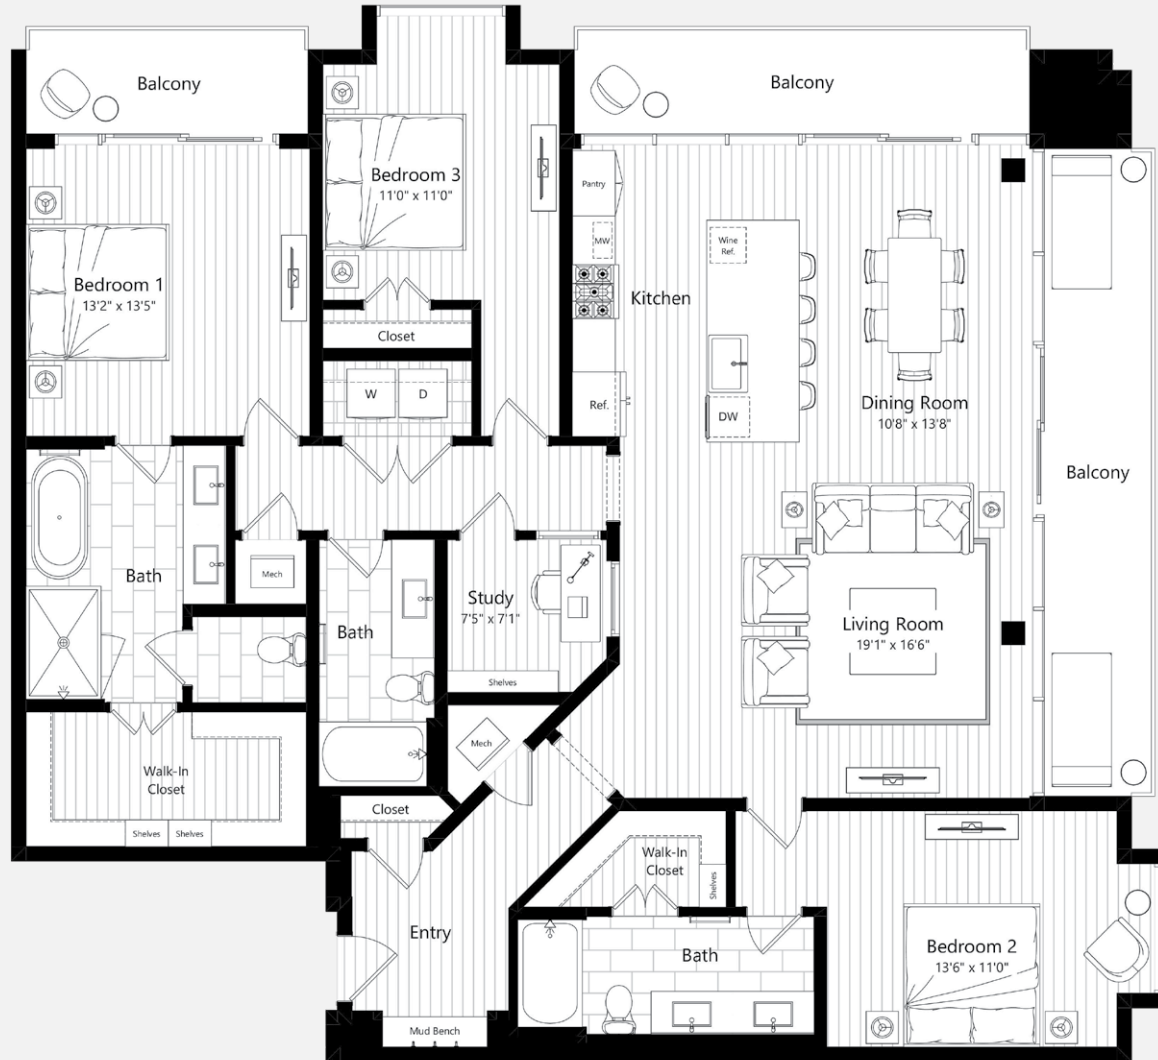 Balcony
Balcony
Bedroom 3
11'0" x 11'0"
Pantry
MW
Wine
Ref.
Bedroom 1
13'2" x 13'5"
Kitchen
Closet
W
D
Ref.
DW
Dining Room
10'8" x 13'8"
Balcony
Bath
Mech
Study
7'5" x 7'1"
Bath
Living Room
19'1" x 16'6"
Shelves
Mech
Walk-In
Closet
Shelves
Shelves
Closet
Walk-In
Closet
Shelves
Entry
Bath
Bedroom 2
13'6" x 11'0"
Mud Bench